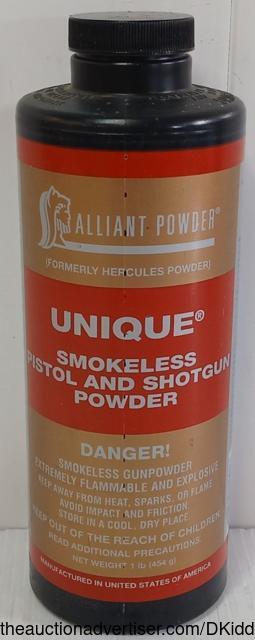 ALLIANT POWDER®
(FORMERLY HERCULES POWDER)
UNIQUE®
SMOKELESS
PISTOL AND SHOTGUN
POWDER
DANGER!
SMOKELESS GUNPOWDER
EXTREMELY FLAMMABLE AND EXPLOSIVE
KEEP AWAY FROM HEAT, SPARKS, OR FLAME
AVOID IMPACT AND FRICTION.
STORE IN A COOL, DRY PLACE.
KEEP OUT OF THE REACH OF CHILDREN.
READ ADDITIONAL PRECAUTIONS.
NET WEIGHT 1 lb (454 g)
MANUFACTURED IN UNITED STATES OF AMERICA
theauctionadvertiser.com/DKidd